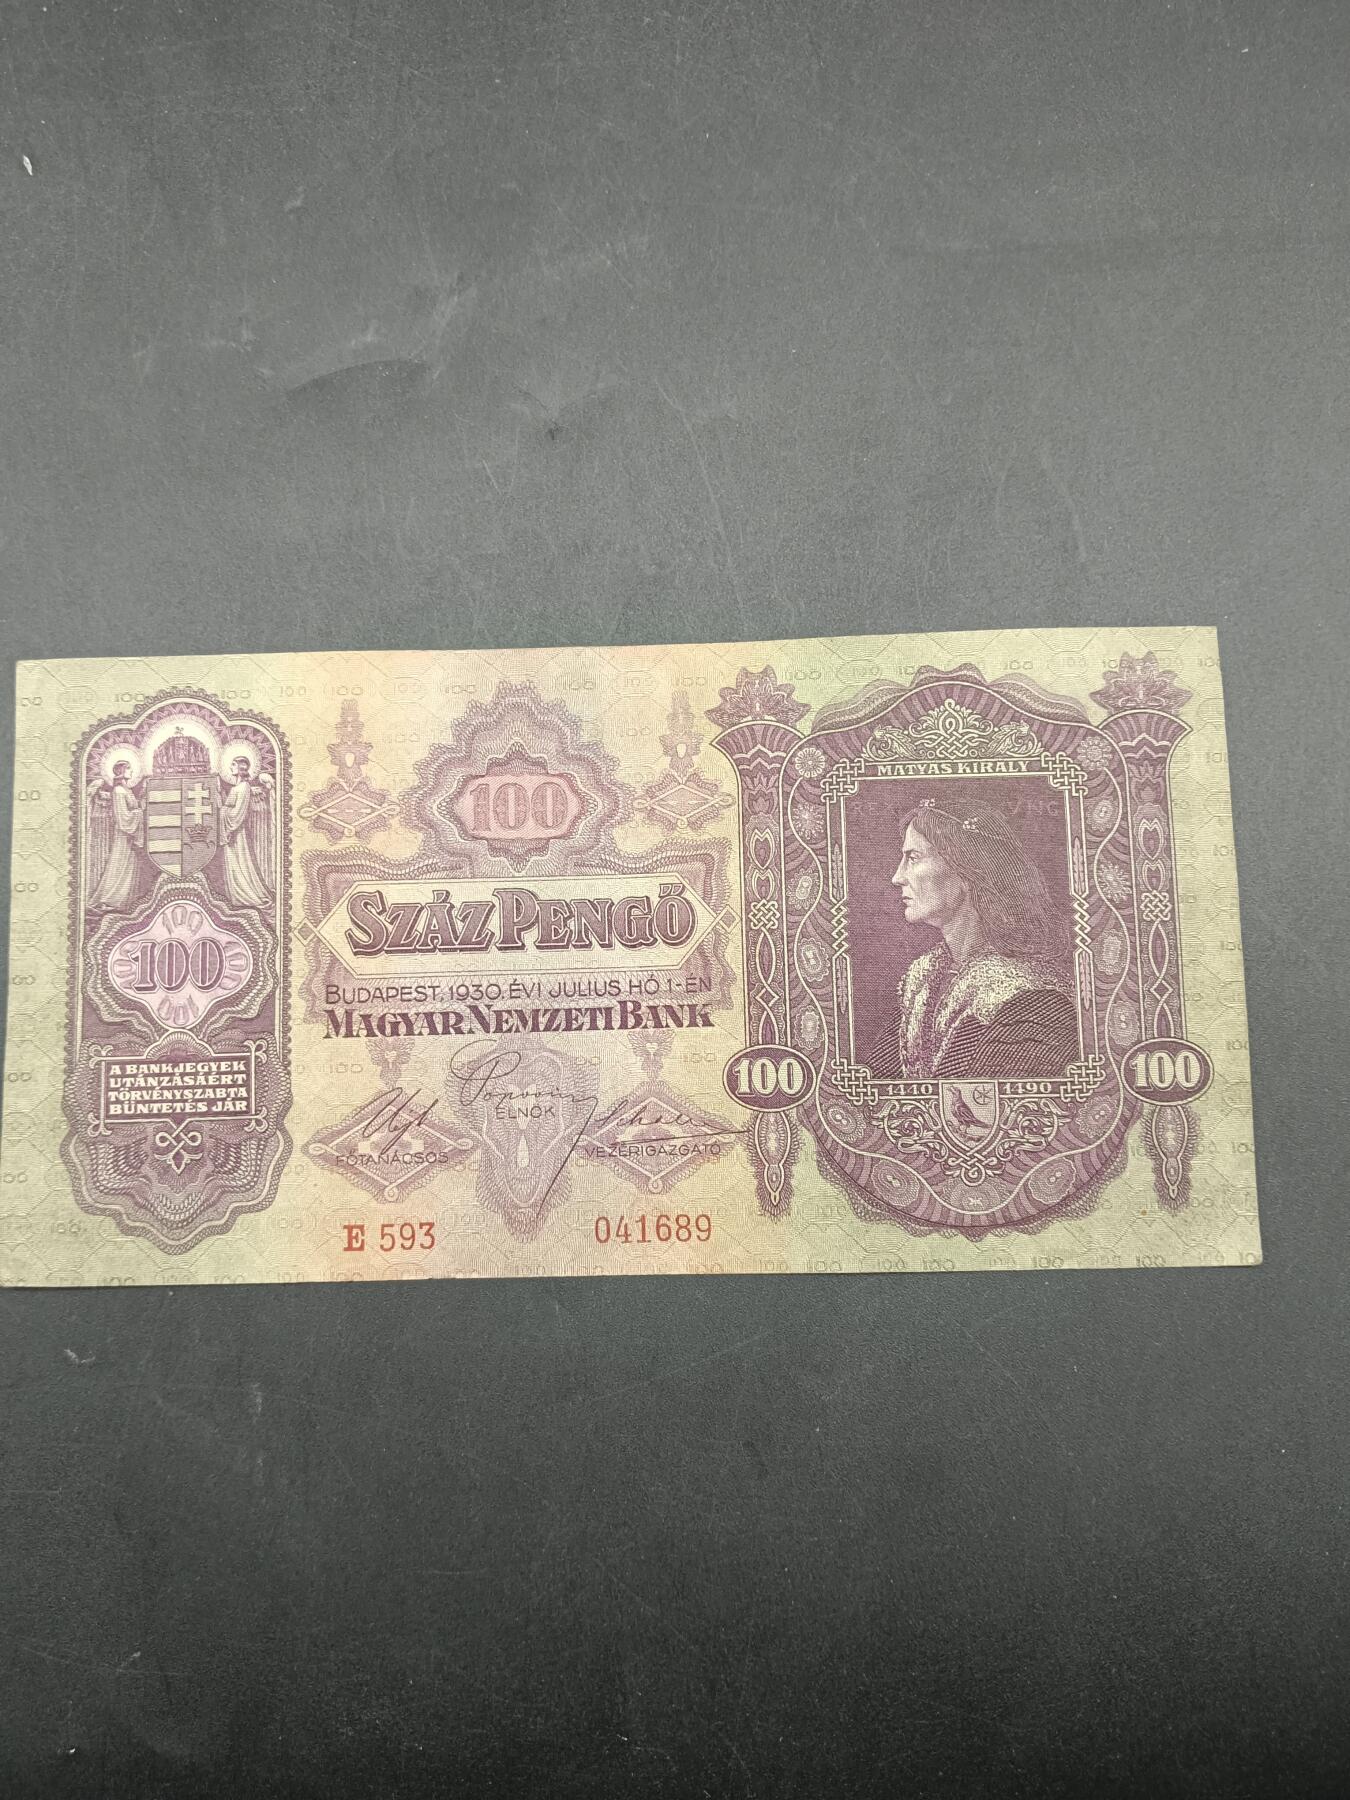 100
A BANKJEGYEK
UTÁNZÁSÁÉRT
TÖRVÉNYSZABTA
BÜNTETÉS JÁR
100
SZÁZ PENGŐ
BUDAPEST, 1930. ÉVI JULIUS HÓ 1-ÉN
MAGYAR NEMZETI BANK
ELNÖK
FŐTANÁCSOS
VEZÉRIGAZGATÓ
E 593
041689
MÁTYÁS KIRÁLY
100
100
1440
1490